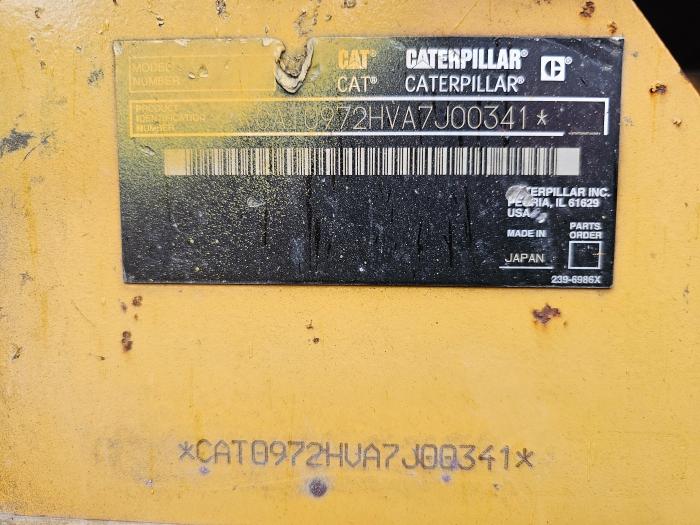 MODEL
NUMBER
CAT® CATERPILLAR® C®
CAT® CATERPILLAR®
PRODUCT
IDENTIFICATION
NUMBER
AT0972HVA7J00341*
CATERPILLAR INC.
PEORIA, IL 61629
USA
MADE IN
JAPAN
PARTS
ORDER
239-6986X
*CAT0972HVA7J00341*